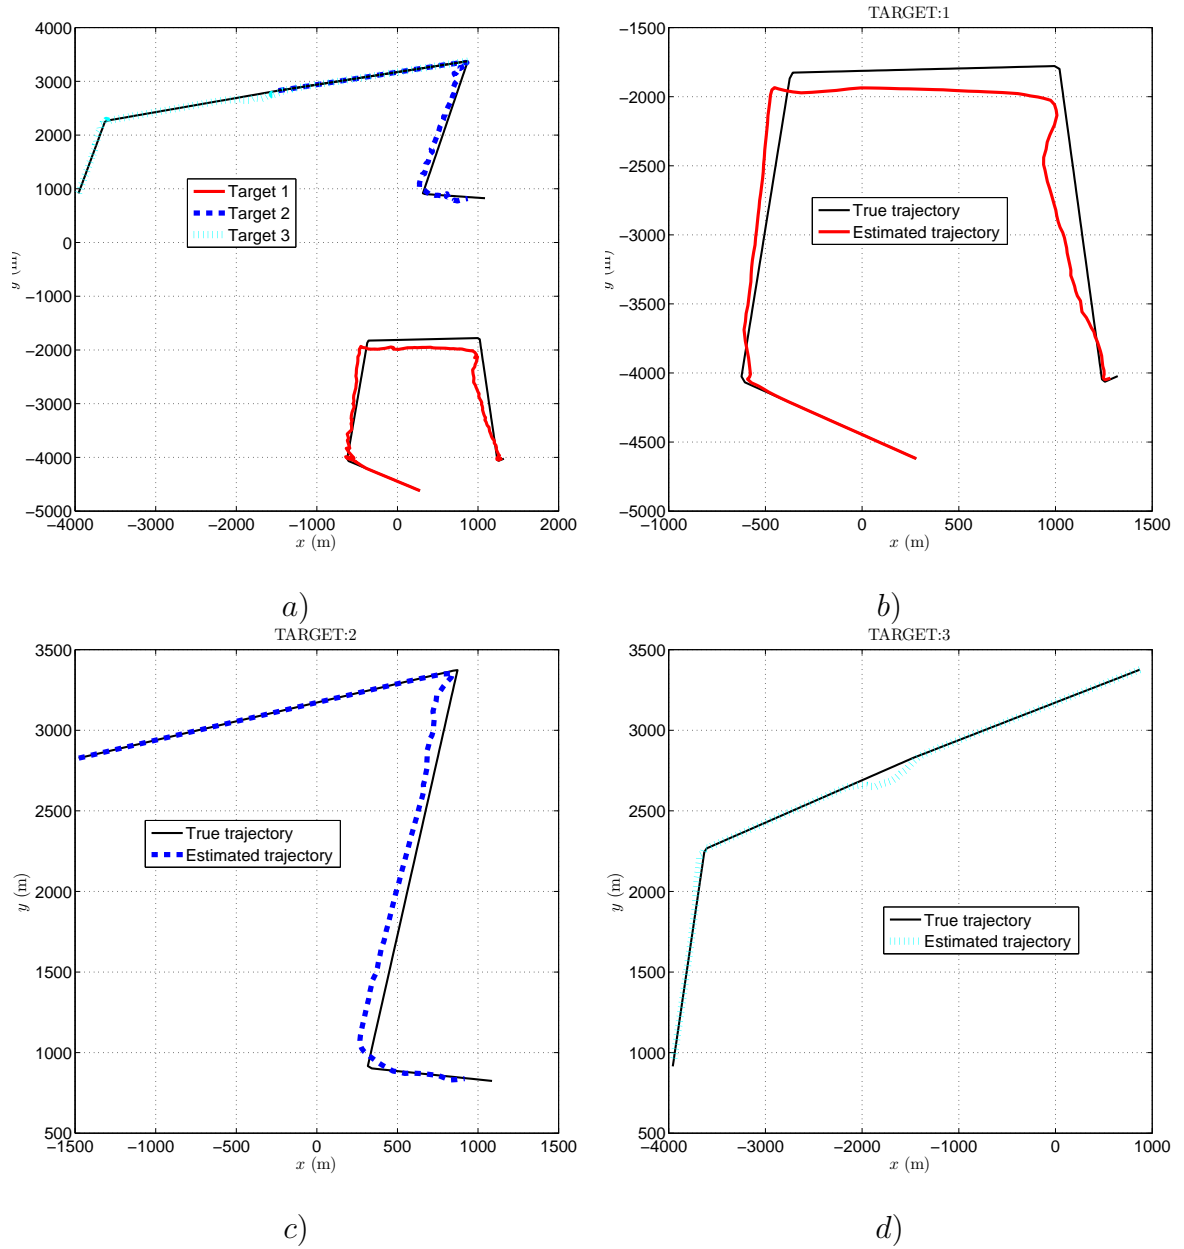 4000
3000
2000
1000
0
−1000
−2000
−3000
−4000
−5000
y (m)
−4000 −3000 −2000 −1000 0 1000 2000
x (m)
Target 1
Target 2
Target 3
a)
TARGET:1
−1500
−2000
−2500
−3000
−3500
−4000
−4500
−5000
y (m)
−1000 −500 0 500 1000 1500
x (m)
True trajectory
Estimated trajectory
b)
TARGET:2
3500
3000
2500
2000
1500
1000
500
y (m)
−1500 −1000 −500 0 500 1000 1500
x (m)
True trajectory
Estimated trajectory
c)
TARGET:3
3500
3000
2500
2000
1500
1000
500
y (m)
−4000 −3000 −2000 −1000 0 1000
x (m)
True trajectory
Estimated trajectory
d)